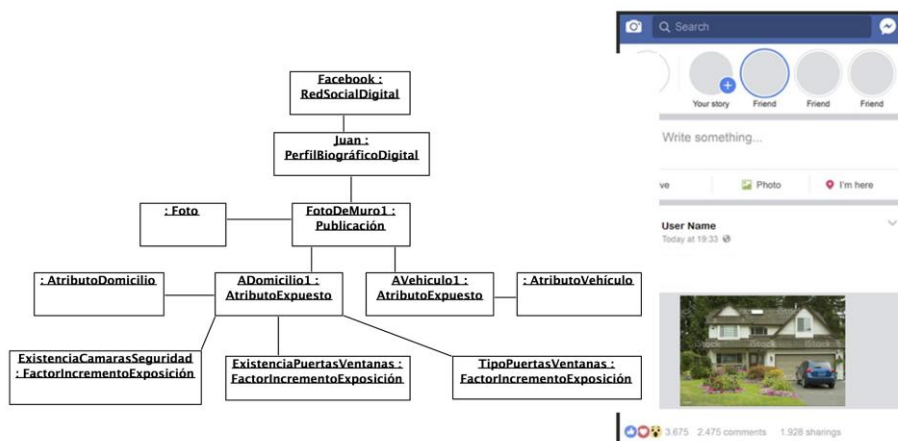 Facebook :
RedSocialDigital
Juan :
PerfilBiográficoDigital
: Foto
FotoDeMuro1 :
Publicación
: AtributoDomicilio
ADomicilio1 :
AtributoExpuesto
AVehiculo1 :
AtributoExpuesto
: AtributoVehículo
ExistenciaCamarasSeguridad
: FactorIncrementoExposición
ExistenciaPuertasVentanas :
FactorIncrementoExposición
TipoPuertasVentanas :
FactorIncrementoExposición
Search
Your story
Friend
Friend
Friend
Write something...
ve
Photo
I'm here
User Name
Today at 19:33
iStock
3.675 2.475 comments 1.928 sharings